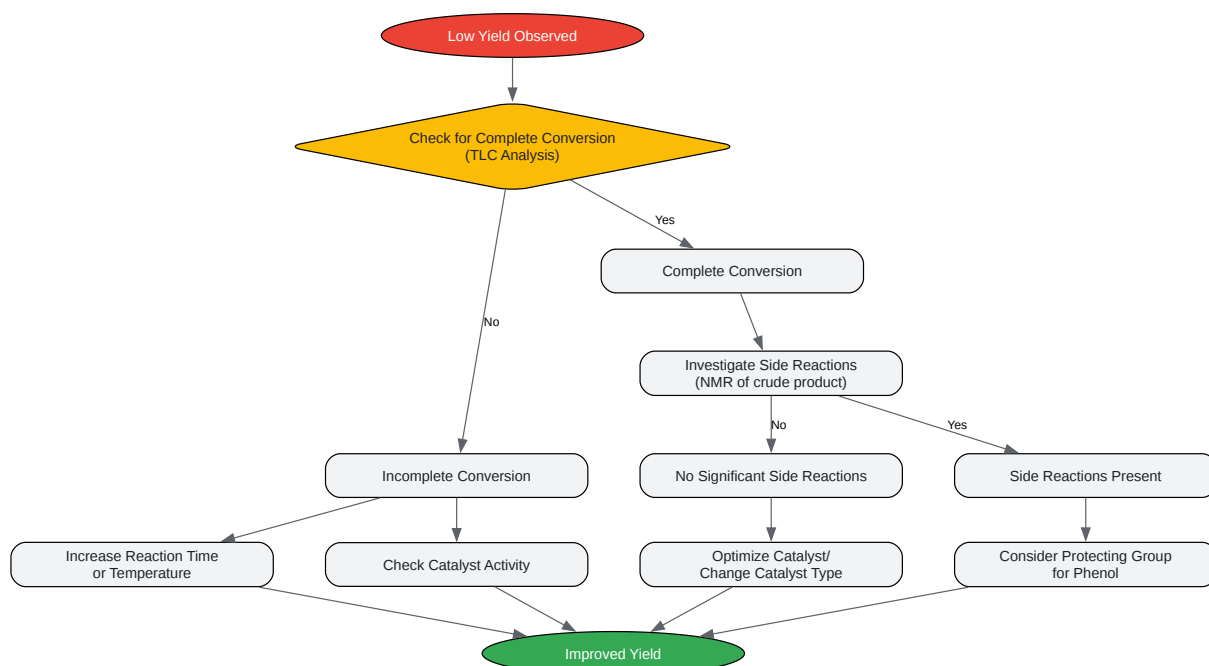 Low Yield Observed
Check for Complete Conversion
(TLC Analysis)
Yes
Complete Conversion
No
Investigate Side Reactions
(NMR of crude product)
No
Yes
Incomplete Conversion
No Significant Side Reactions
Side Reactions Present
Increase Reaction Time
or Temperature
Check Catalyst Activity
Optimize Catalyst/
Change Catalyst Type
Consider Protecting Group
for Phenol
Improved Yield